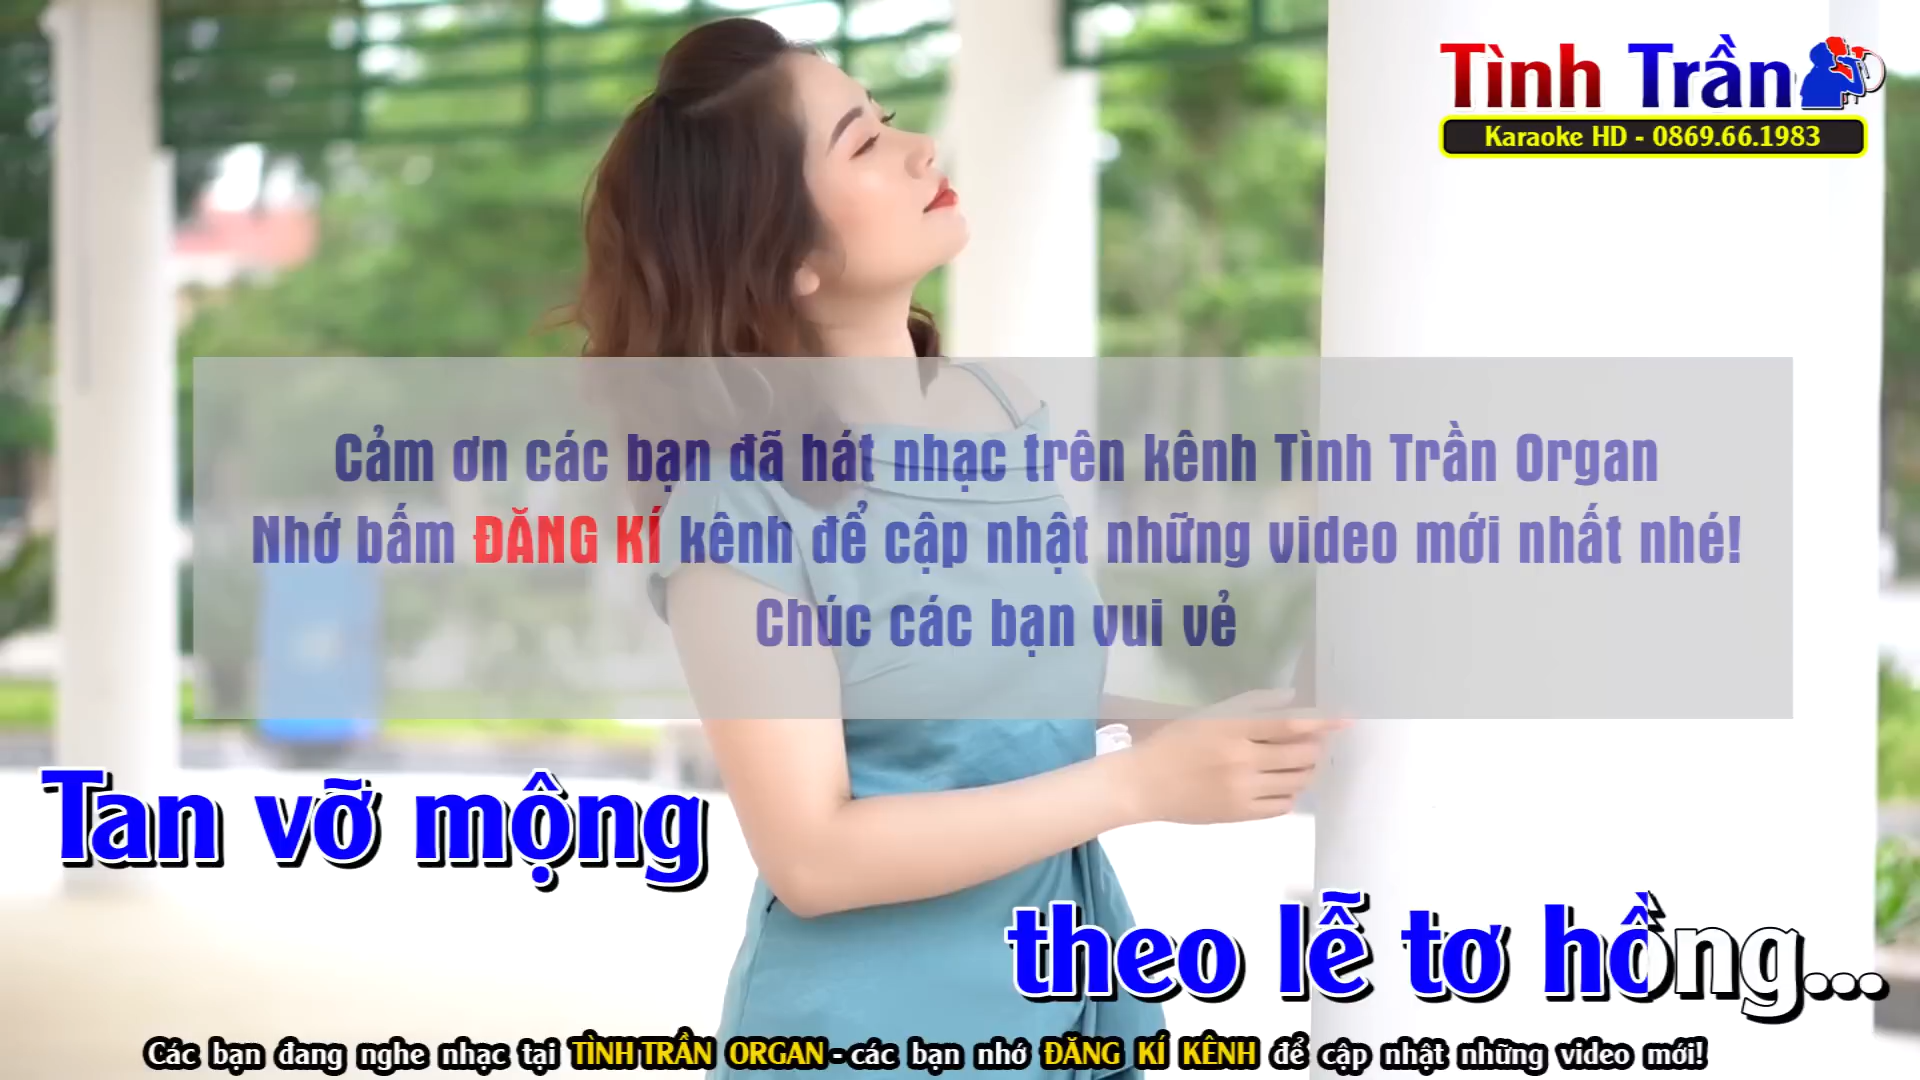 Tình Trần
Karaoke HD - 0869.66.1983
Cảm ơn các bạn đã hát nhạc trên kênh Tình Trần Organ
Nhớ bấm ĐĂNG KÍ kênh để cập nhật những video mới nhất nhé!
Chúc các bạn vui vẻ
Tan vỡ mộng
theo lễ tơ hồng...
Các bạn đang nghe nhạc tại TÌNH TRẦN ORGAN - các bạn nhớ ĐĂNG KÍ KÊNH để cập nhật những video mới!